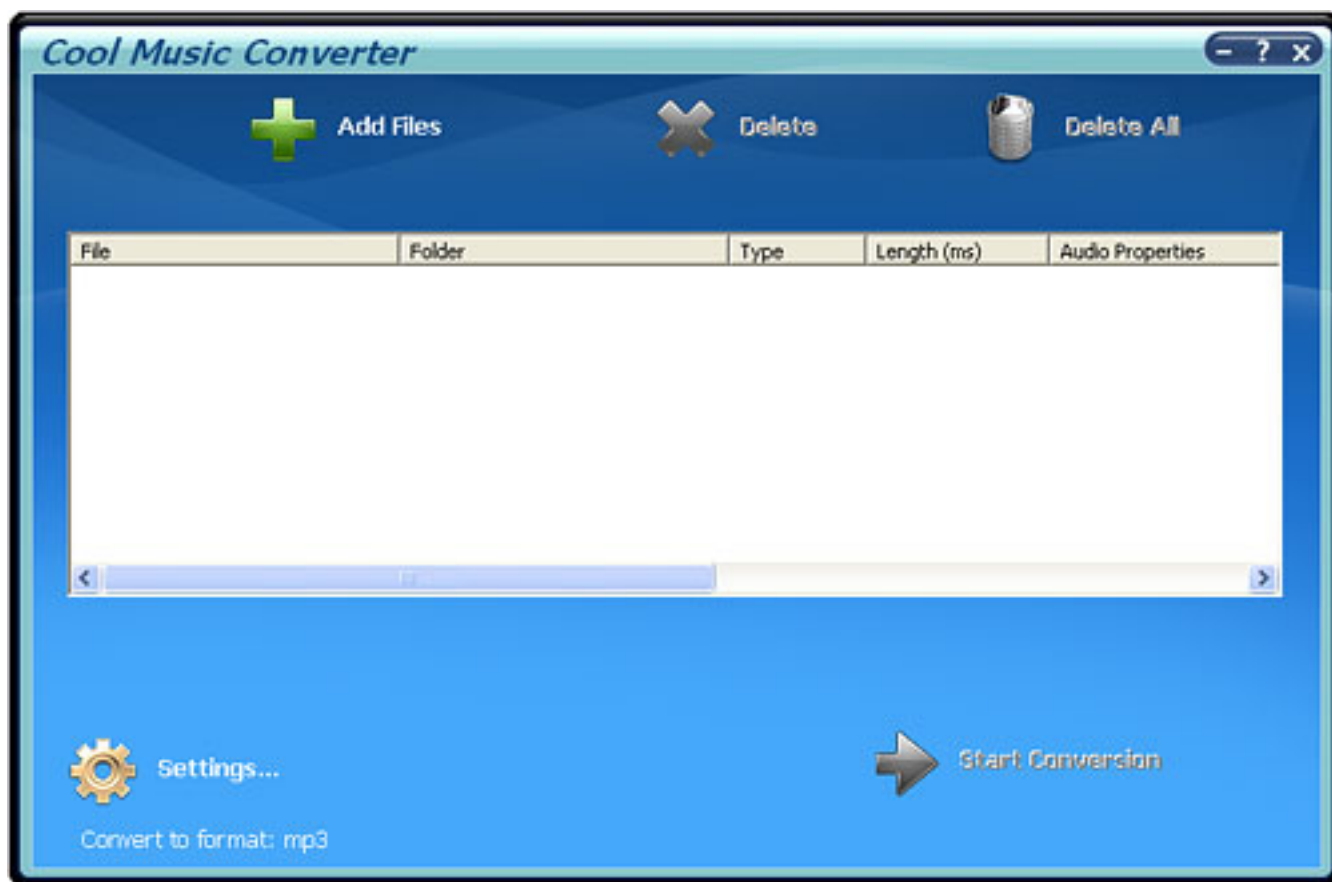 Cool Music Converter
Add Files Delete Delete All
File Folder Type Length (ms) Audio Properties
Settings... Start Conversion
Convert to format: mp3